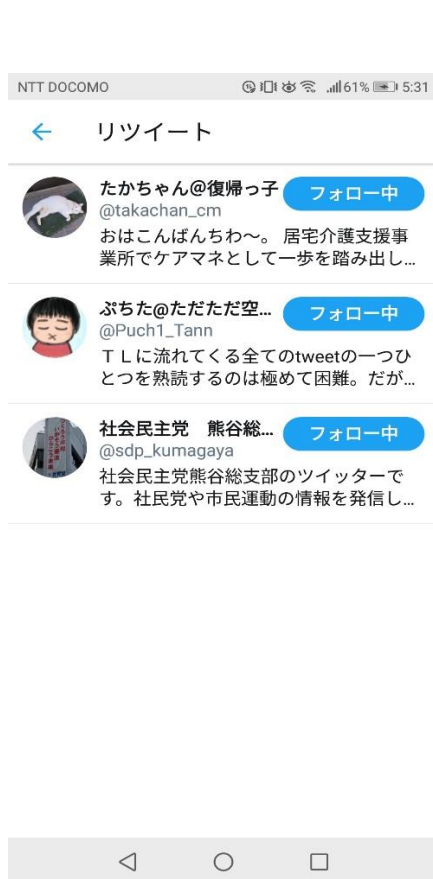 NTT DOCOMO 61% 5:31
リツイート
たかちゃん@復帰っ子 フォロー中
@takachan_cm
おはこんばんちわ〜。 居宅介護支援事
業所でケアマネとして一歩を踏み出し...
ぷちた@ただただ空... フォロー中
@Puch1_Tann
ＴＬに流れてくる全てのtweetの一つひ
とつを熟読するのは極めて困難。だが...
社会民主党　熊谷総... フォロー中
@sdp_kumagaya
社会民主党熊谷総支部のツイッターで
す。社民党や市民運動の情報を発信し...